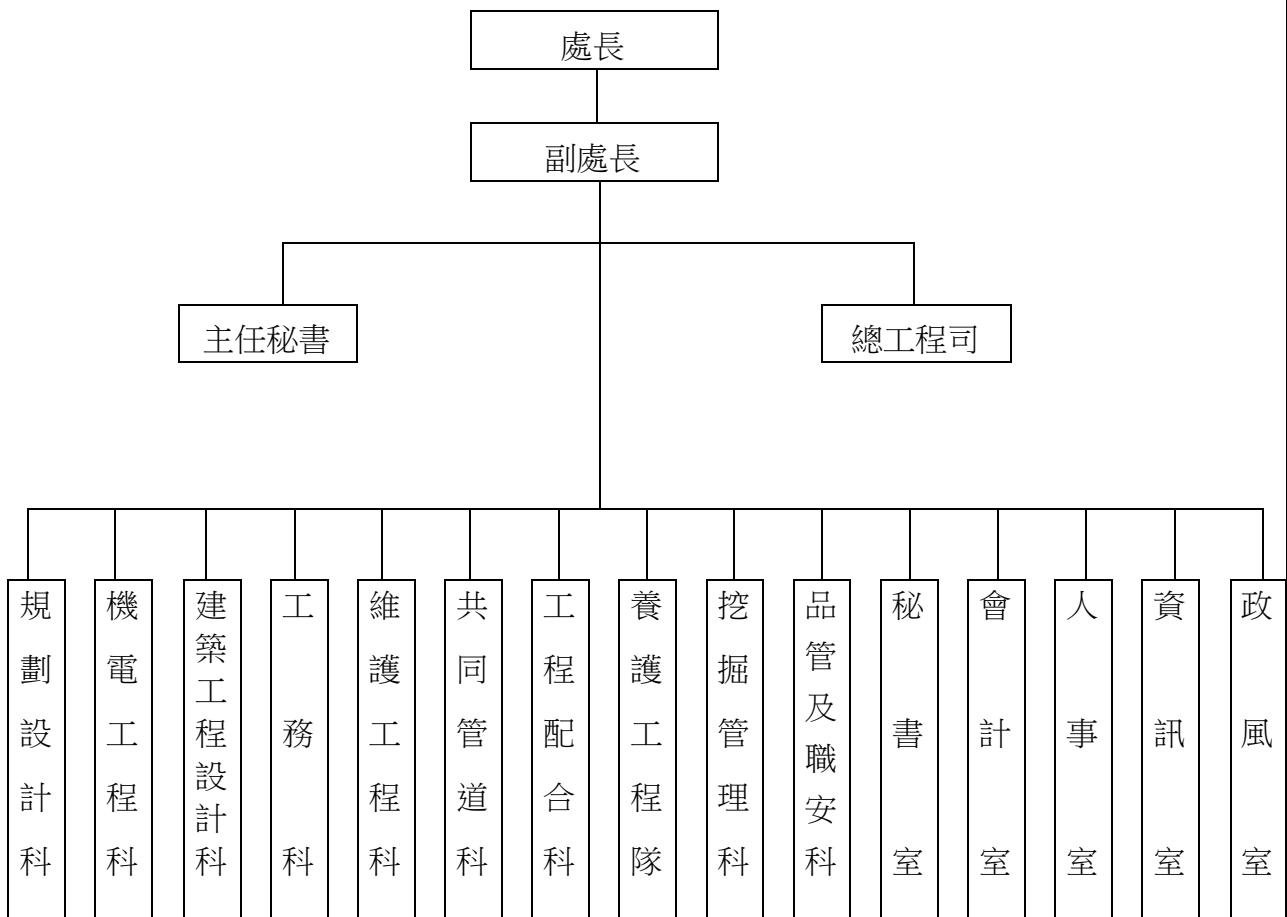 處長
副處長
主任秘書
總工程司
規劃設計科
機電工程科
建築工程設計科
工務科
維護工程科
共同管道科
工程配合科
養護工程隊
挖掘管理科
品管及職安科
秘書室
會計室
人事室
資訊室
政風室